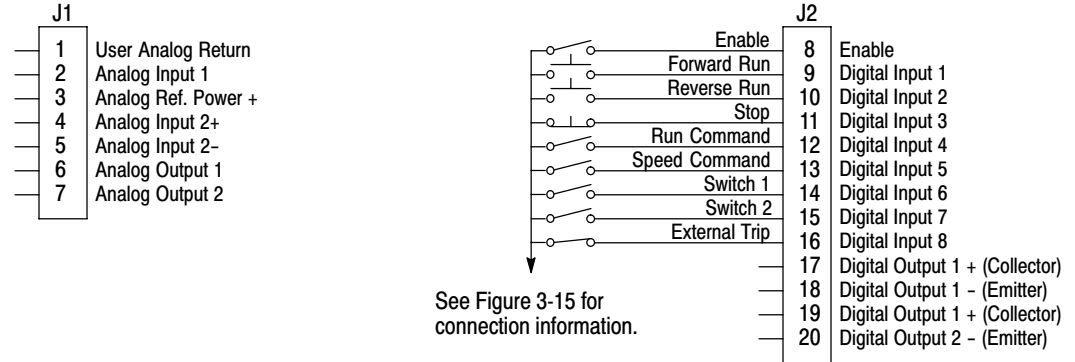 J1
1 User Analog Return
2 Analog Input 1
3 Analog Ref. Power +
4 Analog Input 2+
5 Analog Input 2-
6 Analog Output 1
7 Analog Output 2
J2
Enable 8 Enable
Forward Run 9 Digital Input 1
Reverse Run 10 Digital Input 2
Stop 11 Digital Input 3
Run Command 12 Digital Input 4
Speed Command 13 Digital Input 5
Switch 1 14 Digital Input 6
Switch 2 15 Digital Input 7
External Trip 16 Digital Input 8
17 Digital Output 1 + (Collector)
18 Digital Output 1 - (Emitter)
19 Digital Output 1 + (Collector)
20 Digital Output 2 - (Emitter)
See Figure 3-15 for
connection information.